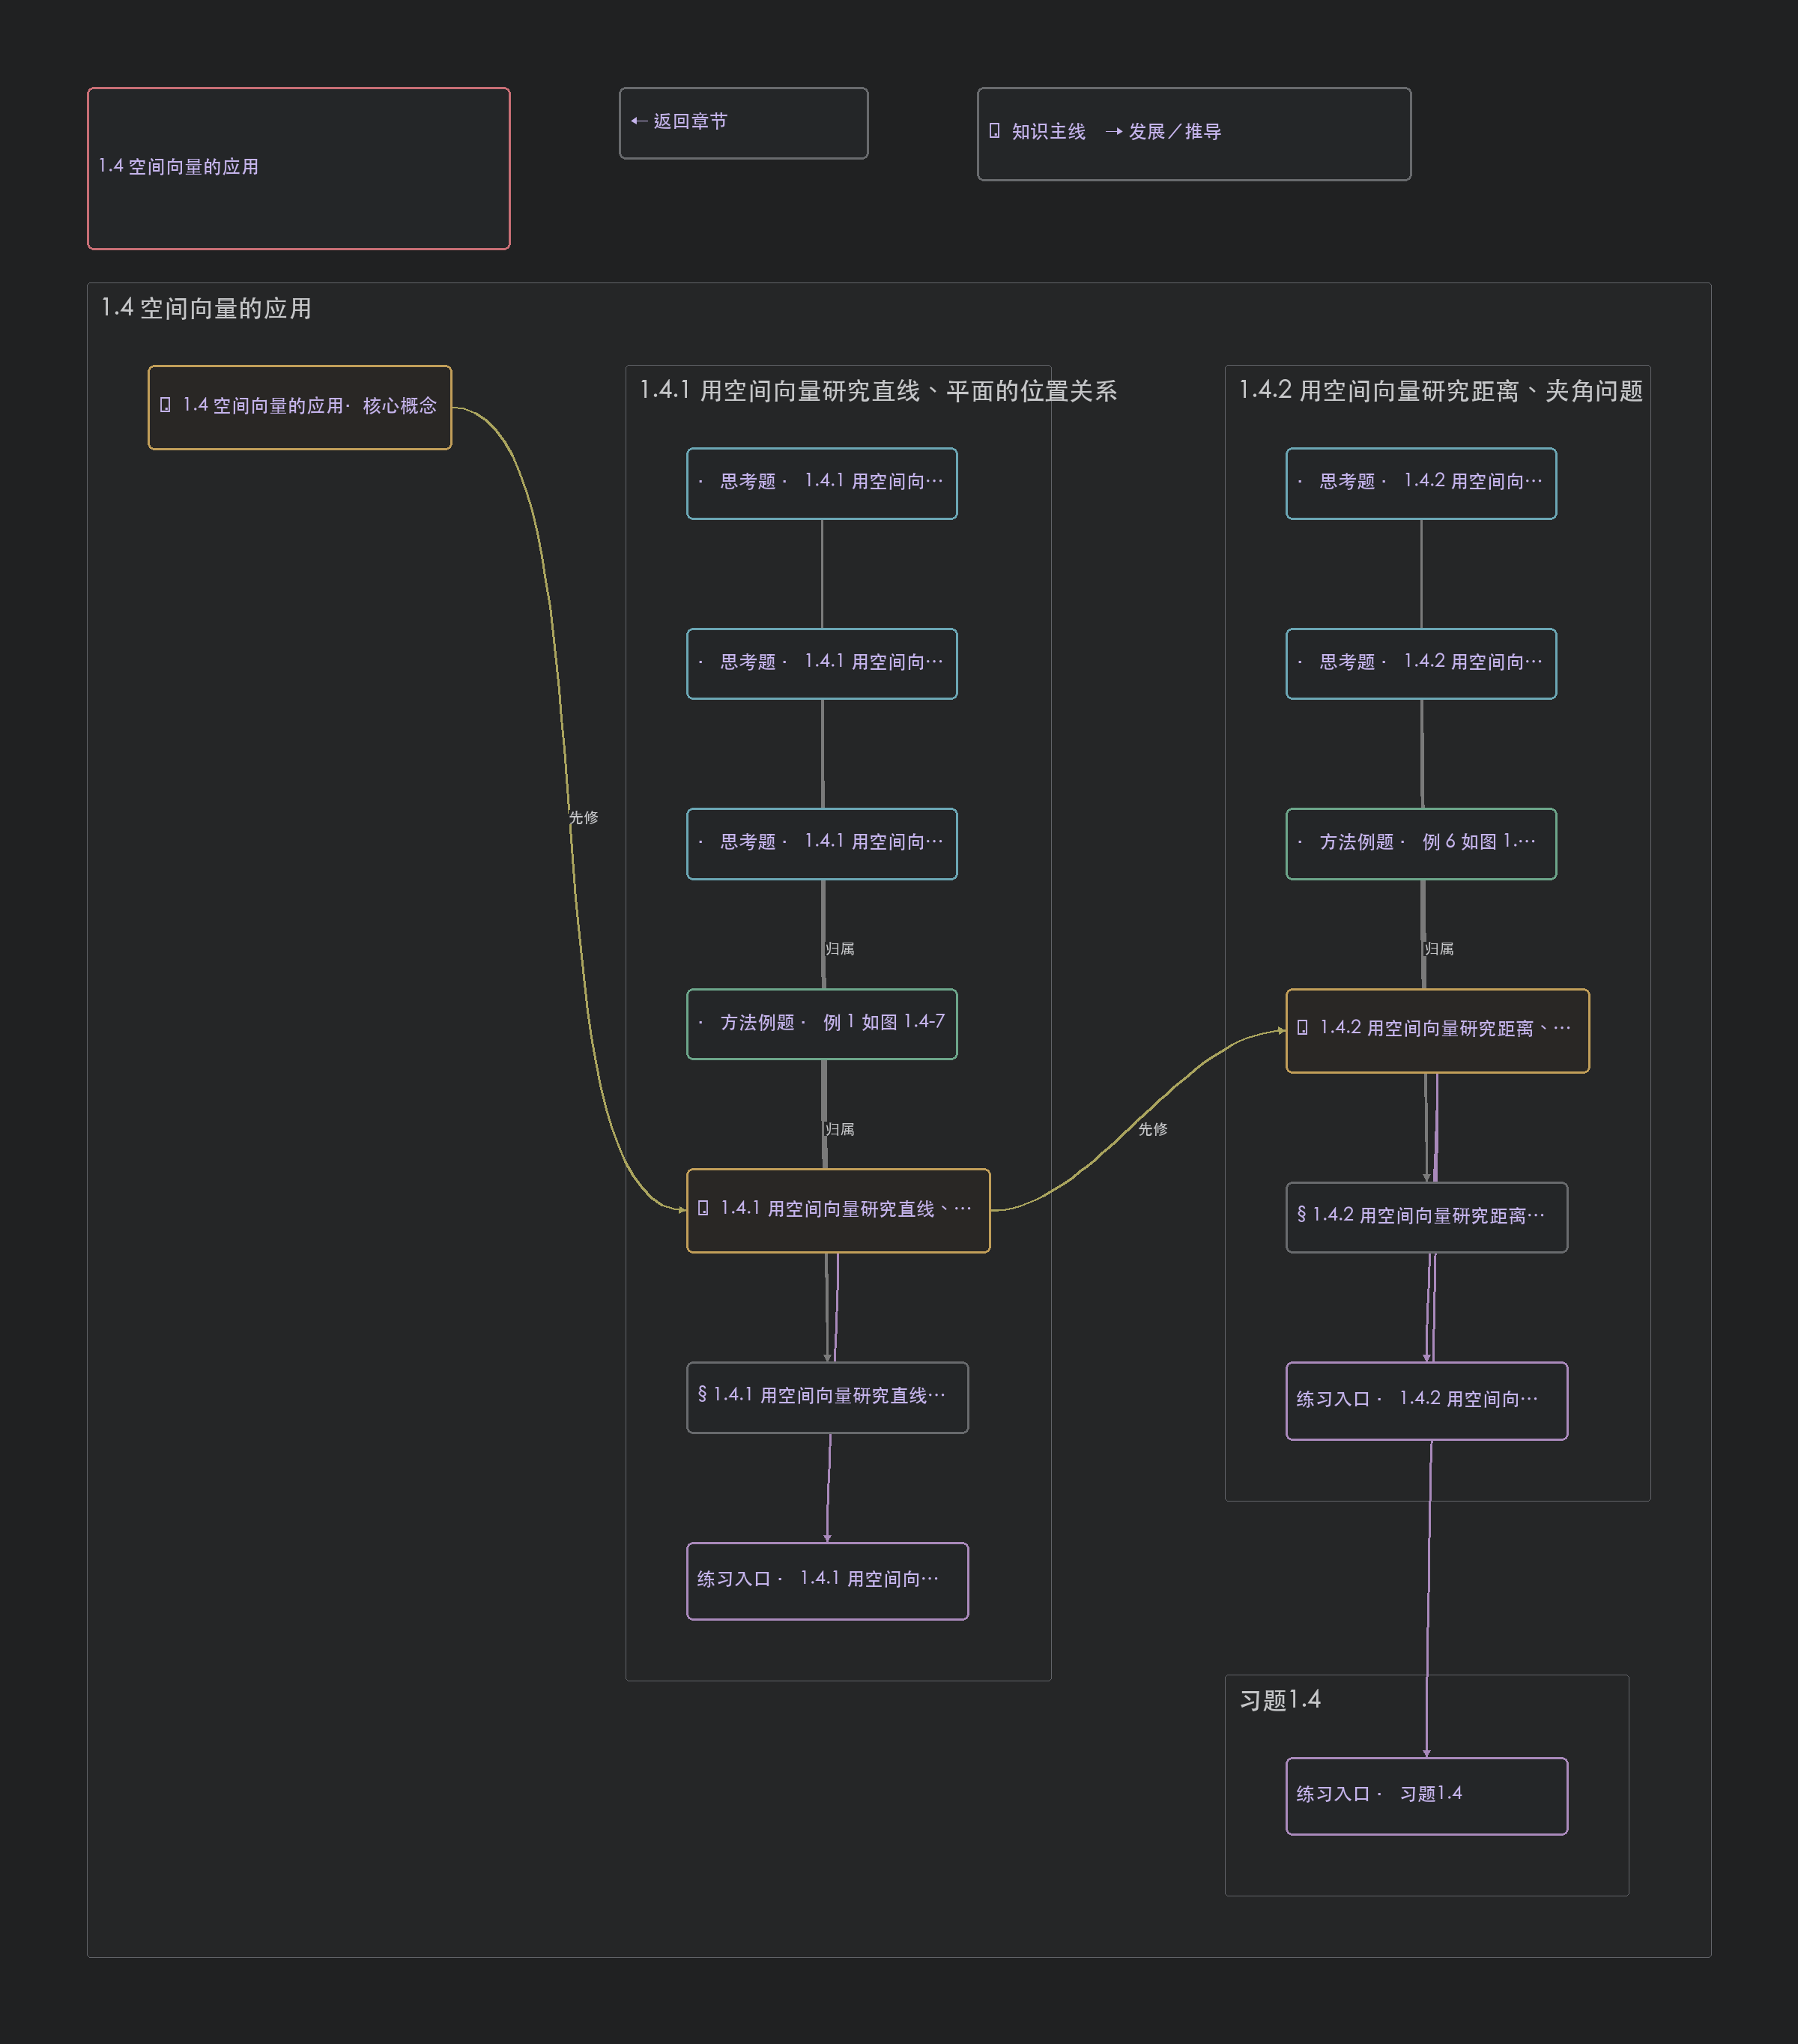 1.4 空间向量的应用
← 返回章节
知识主线 → 发展／推导
1.4 空间向量的应用
1.4 空间向量的应用 · 核心概念
先修
1.4.1 用空间向量研究直线、平面的位置关系
· 思考题 · 1.4.1 用空间向…
· 思考题 · 1.4.1 用空间向…
· 思考题 · 1.4.1 用空间向…
归属
· 方法例题 · 例 1 如图 1.4-7
归属
1.4.1 用空间向量研究直线、…
§ 1.4.1 用空间向量研究直线…
练习入口 · 1.4.1 用空间向…
先修
1.4.2 用空间向量研究距离、夹角问题
· 思考题 · 1.4.2 用空间向…
· 思考题 · 1.4.2 用空间向…
· 方法例题 · 例 6 如图 1.…
归属
1.4.2 用空间向量研究距离、…
§ 1.4.2 用空间向量研究距离…
练习入口 · 1.4.2 用空间向…
习题1.4
练习入口 · 习题1.4